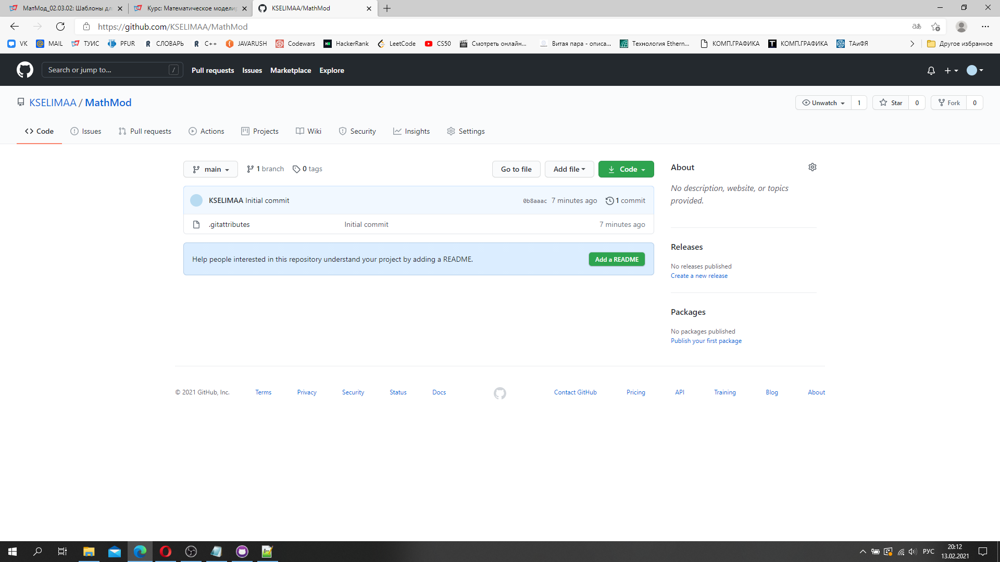 МатМод_02.03.02: Шаблоны дл
Курс: Математическое моделир
KSELIMAA/MathMod
https://github.com/KSELIMAA/MathMod
VK
MAIL
ТУИС
PFUR
СЛОВАРЬ
C++
JAVARUSH
Codewars
HackerRank
LeetCode
CS50
Смотреть онлайн...
Витая пара - описа...
Технология Ethern...
КОМП.ГРАФИКА
КОМП.ГРАФИКА
ТАиФЯ
Другое избранное
Search or jump to...
/
Pull requests
Issues
Marketplace
Explore
KSELIMAA / MathMod
Unwatch 1
Star 0
Fork 0
Code
Issues
Pull requests
Actions
Projects
Wiki
Security
Insights
Settings
main
1 branch
0 tags
Go to file
Add file
Code
KSELIMAA Initial commit
0b8aaac 7 minutes ago
1 commit
.gitattributes
Initial commit
7 minutes ago
Help people interested in this repository understand your project by adding a README.
Add a README
About
No description, website, or topics
provided.
Releases
No releases published
Create a new release
Packages
No packages published
Publish your first package
© 2021 GitHub, Inc.
Terms
Privacy
Security
Status
Docs
Contact GitHub
Pricing
API
Training
Blog
About
РУС
20:12
13.02.2021